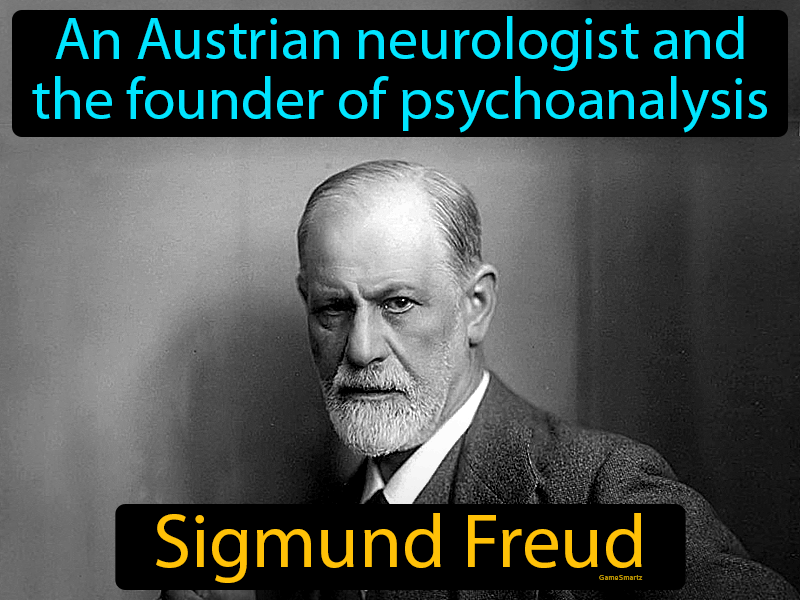 An Austrian neurologist and
the founder of psychoanalysis
Sigmund Freud
GameSmartz